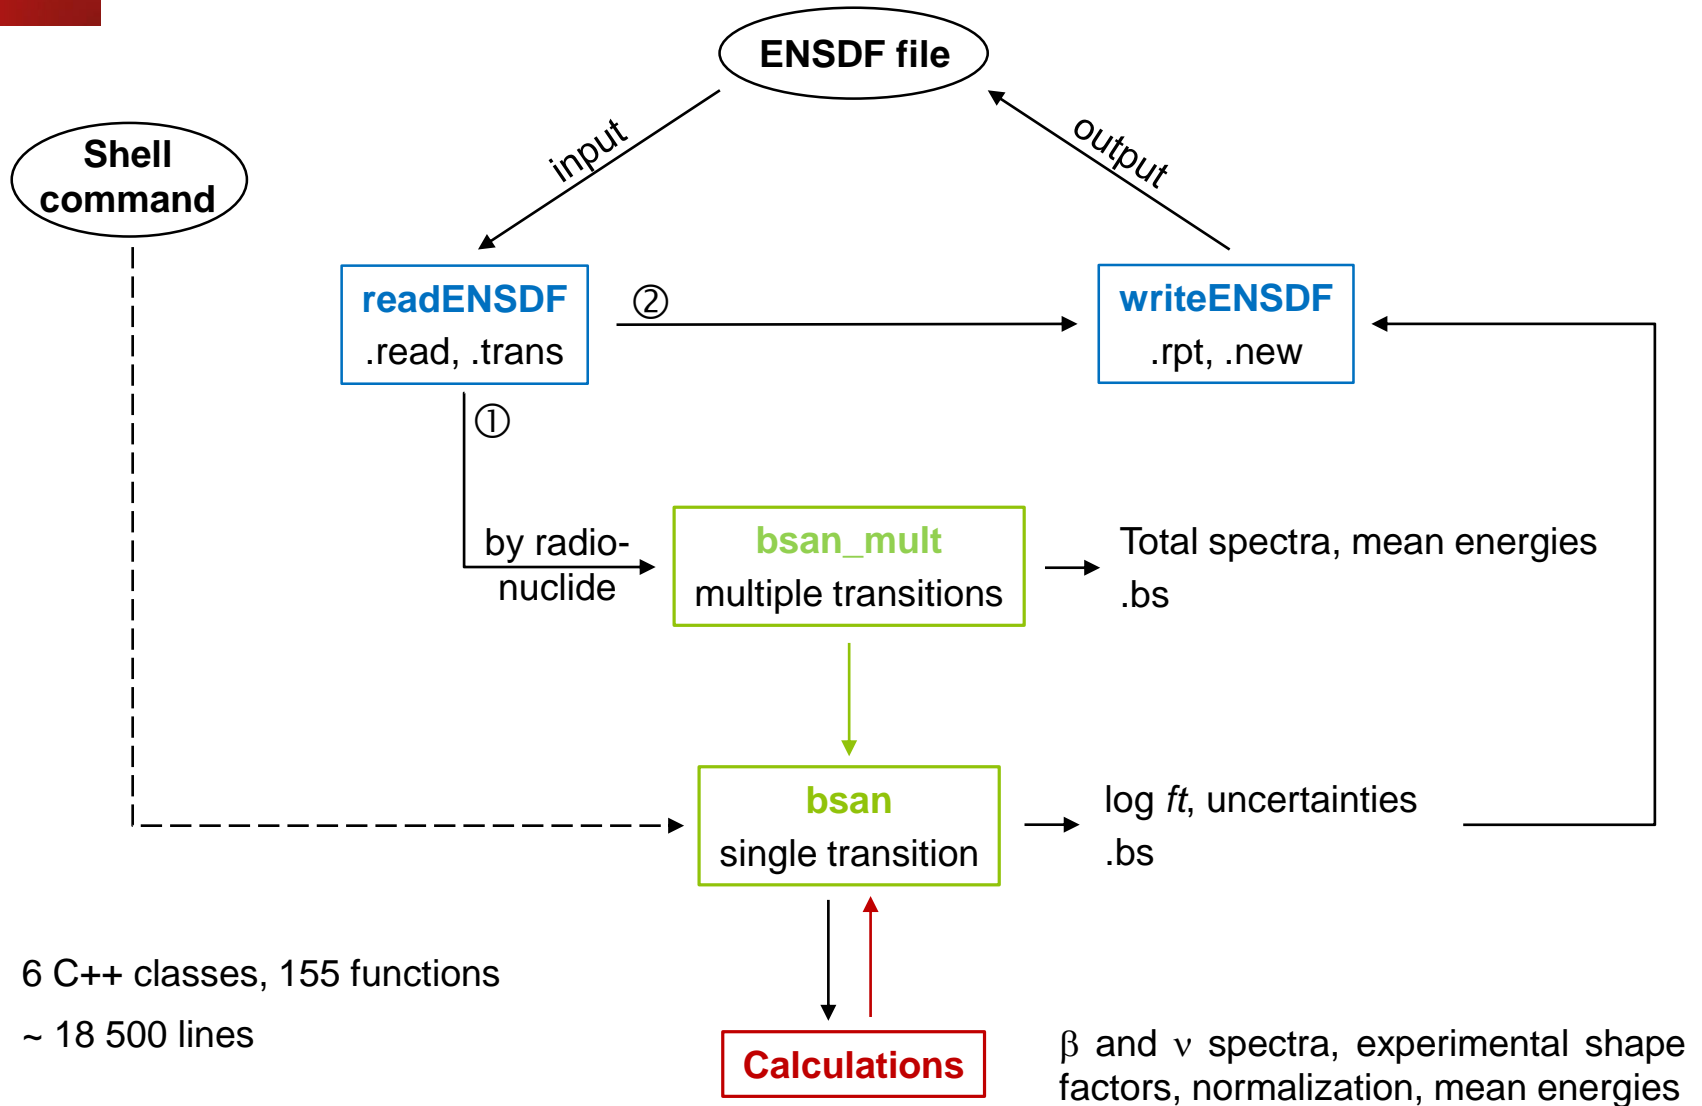 ENSDF file
Shell
command
input
output
readENSDF
.read, .trans
②
writeENSDF
.rpt, .new
①
by radio-
nuclide
bsan_mult
multiple transitions
Total spectra, mean energies
.bs
bsan
single transition
log ft, uncertainties
.bs
6 C++ classes, 155 functions
~ 18 500 lines
Calculations
β and ν spectra, experimental shape
factors, normalization, mean energies